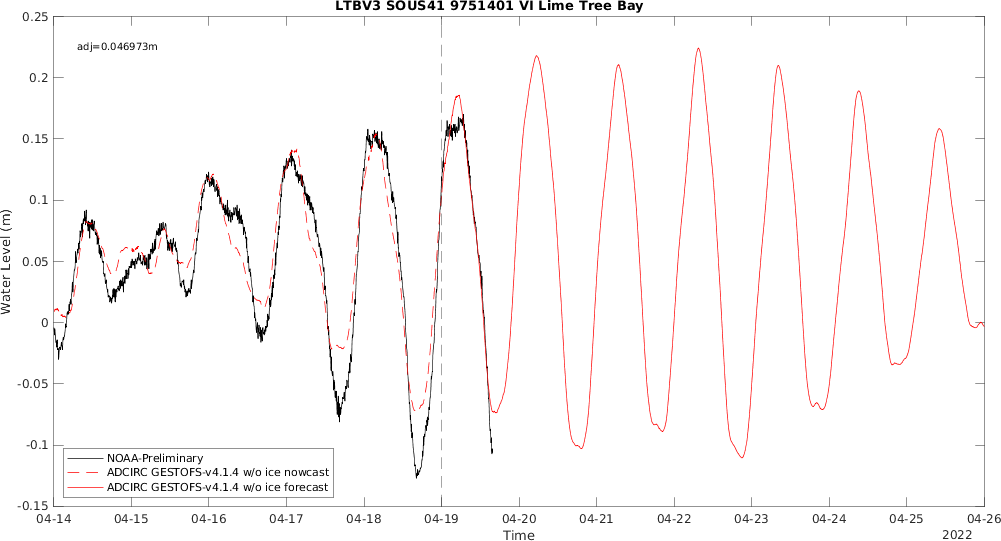 LTBV3 SOUS41 9751401 VI Lime Tree Bay
adj=0.046973m
Water Level (m)
0.25
0.2
0.15
0.1
0.05
0
-0.05
-0.1
-0.15
NOAA-Preliminary
ADCIRC GESTOFS-v4.1.4 w/o ice nowcast
ADCIRC GESTOFS-v4.1.4 w/o ice forecast
04-14 04-15 04-16 04-17 04-18 04-19 04-20 04-21 04-22 04-23 04-24 04-25 04-26
Time
2022